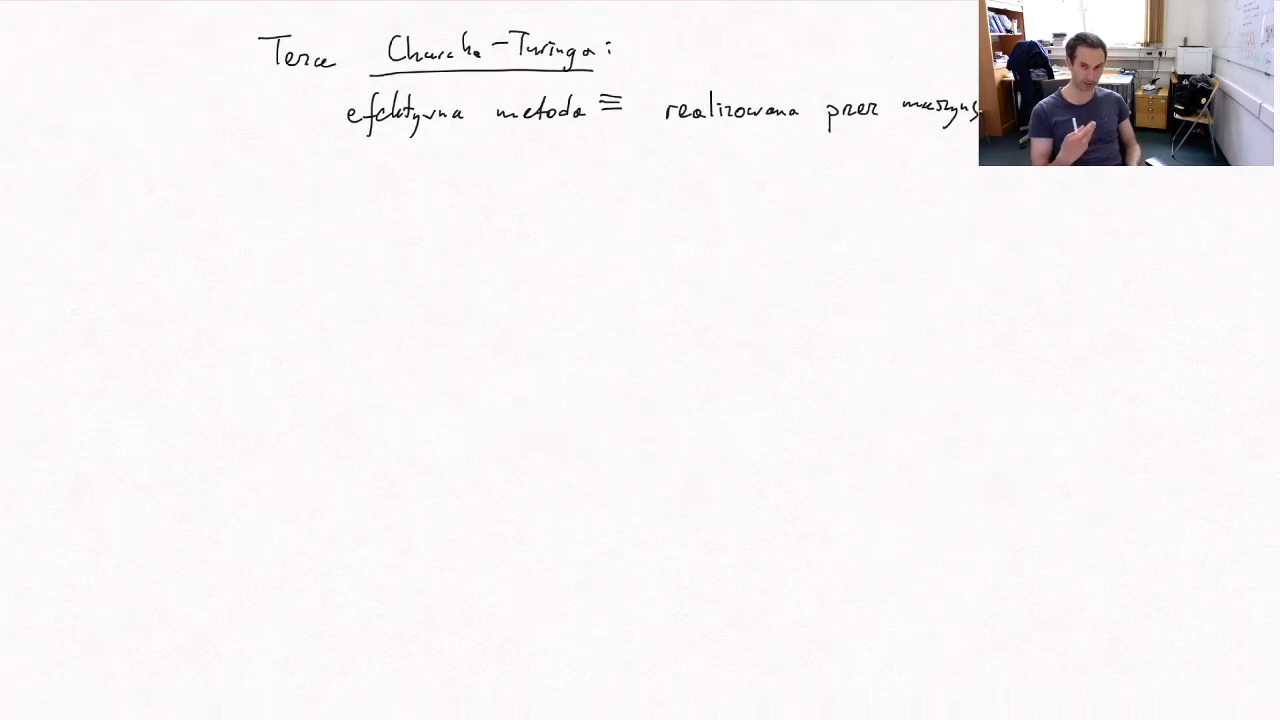 Teza Churcha-Turinga:
efektywna metoda ≡ realizowana przez maszynę